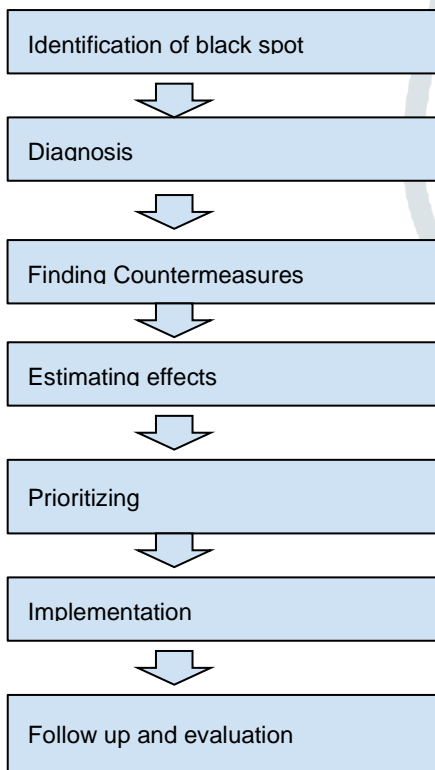 Identification of black spot
Diagnosis
Finding Countermeasures
Estimating effects
Prioritizing
Implementation
Follow up and evaluation